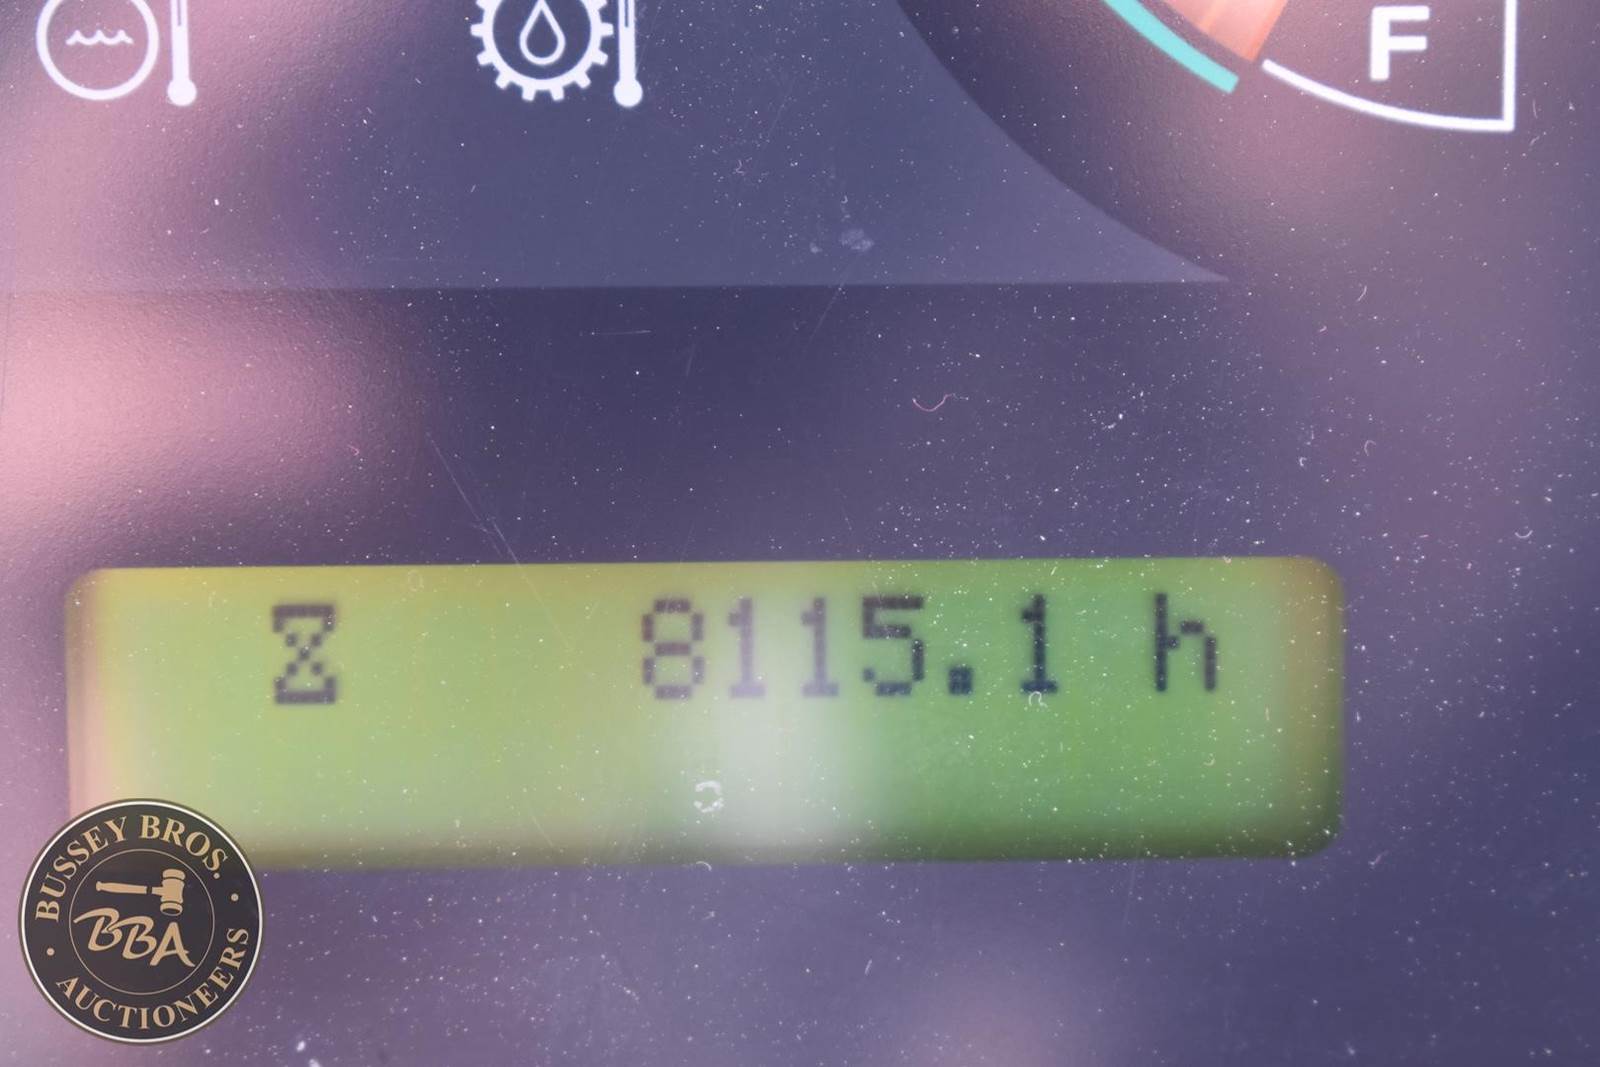 F
8115.1 h
BUSSEY BROS.
BBA
AUCTIONEERS